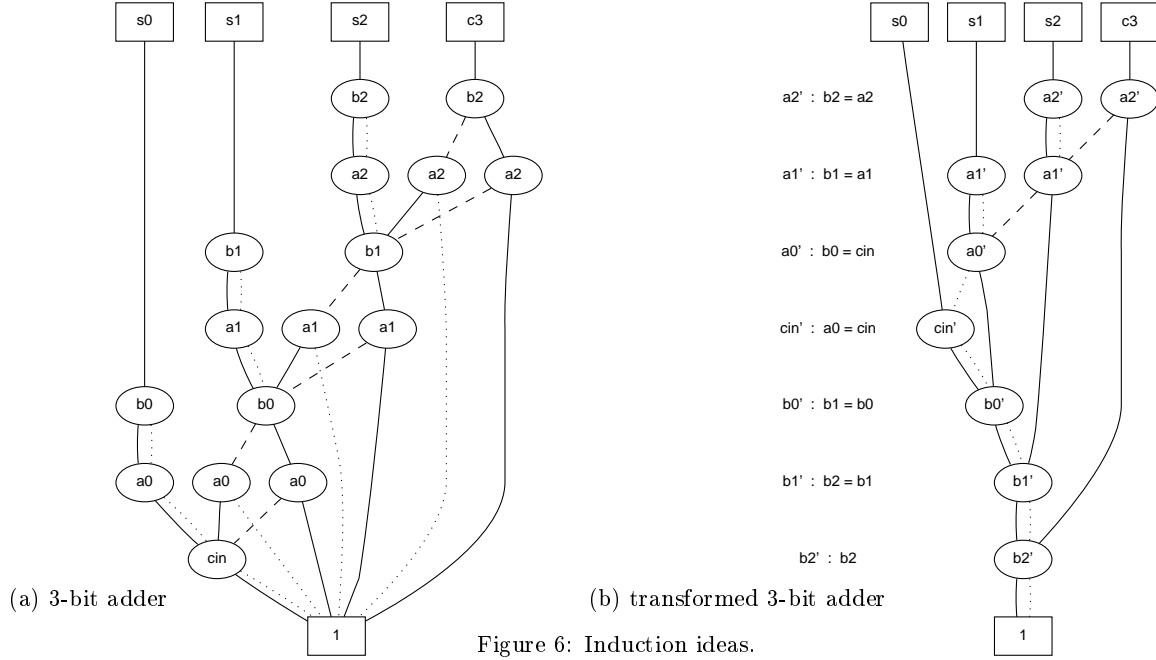 s0 s1 s2 c3 s0 s1 s2 c3
b2 b2 a2' : b2 = a2 a2' a2'
a2 a2 a2 a1' : b1 = a1 a1' a1'
b1 b1 a0' : b0 = cin a0'
a1 a1 a1 cin' : a0 = cin cin'
b0 b0 b0' : b1 = b0 b0'
a0 a0 a0 b1' : b2 = b1 b1'
cin b2' : b2 b2'
(a) 3-bit adder (b) transformed 3-bit adder
1 1
Figure 6: Induction ideas.